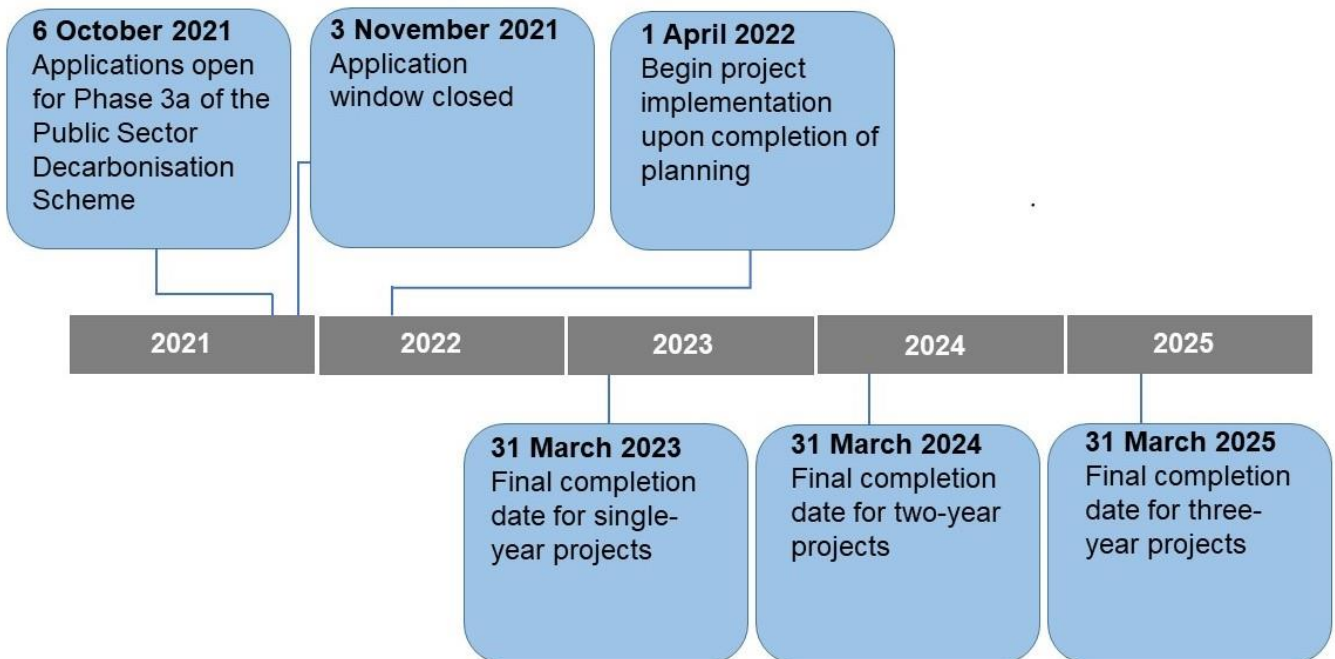 6 October 2021
Applications open
for Phase 3a of the
Public Sector
Decarbonisation
Scheme
3 November 2021
Application
window closed
1 April 2022
Begin project
implementation
upon completion of
planning
.
2021
2022
2023
2024
2025
31 March 2023
Final completion
date for single-
year projects
31 March 2024
Final completion
date for two-year
projects
31 March 2025
Final completion
date for three-
year projects